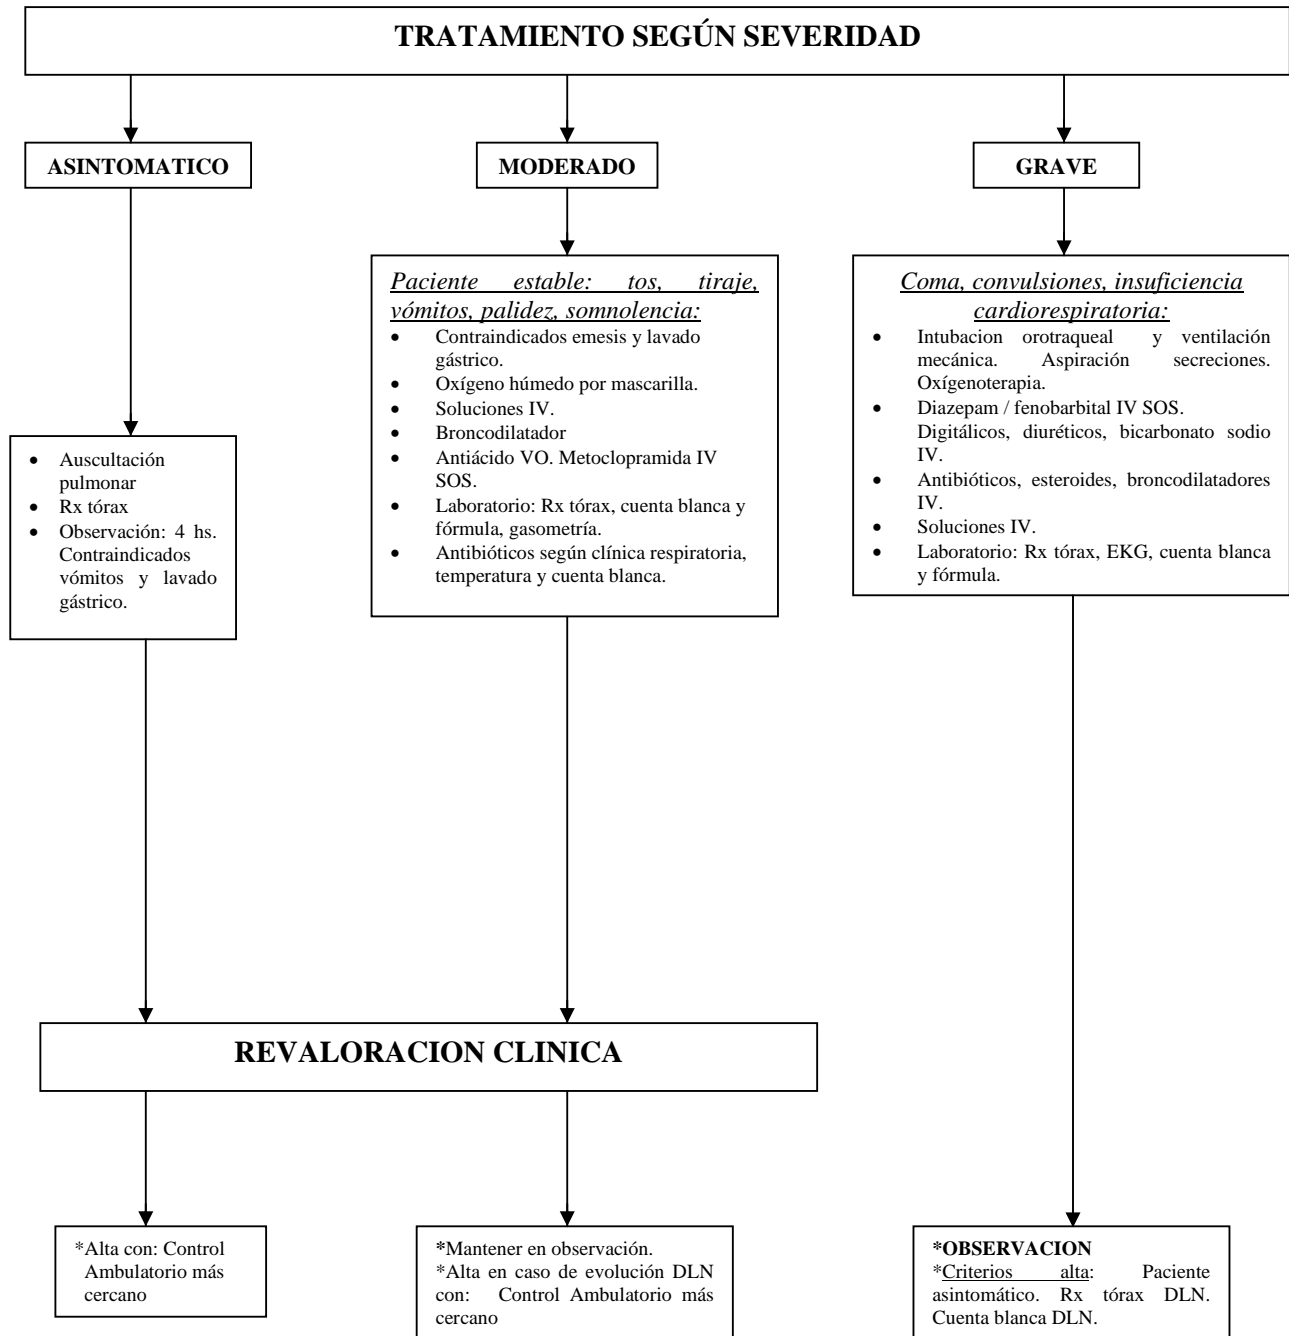 TRATAMIENTO SEGÚN SEVERIDAD
ASINTOMATICO
MODERADO
GRAVE
• Auscultación
pulmonar
• Rx tórax
• Observación: 4 hs.
Contraindicados
vómitos y lavado
gástrico.
Paciente estable: tos, tiraje,
vómitos, palidez, somnolencia:
• Contraindicados emesis y lavado
gástrico.
• Oxígeno húmedo por mascarilla.
• Soluciones IV.
• Broncodilatador
• Antiácido VO. Metoclopramida IV
SOS.
• Laboratorio: Rx tórax, cuenta blanca y
fórmula, gasometría.
• Antibióticos según clínica respiratoria,
temperatura y cuenta blanca.
Coma, convulsiones, insuficiencia
cardiorespiratoria:
• Intubacion orotraqueal y ventilación
mecánica. Aspiración secreciones.
Oxígenoterapia.
• Diazepam / fenobarbital IV SOS.
Digitálicos, diuréticos, bicarbonato sodio
IV.
• Antibióticos, esteroides, broncodilatadores
IV.
• Soluciones IV.
• Laboratorio: Rx tórax, EKG, cuenta blanca
y fórmula.
REVALORACION CLINICA
*Alta con: Control
Ambulatorio más
cercano
*Mantener en observación.
*Alta en caso de evolución DLN
con: Control Ambulatorio más
cercano
*OBSERVACION
*Criterios alta: Paciente
asintomático. Rx tórax DLN.
Cuenta blanca DLN.